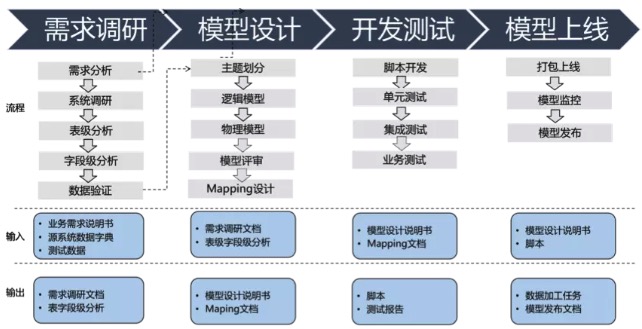 需求调研
模型设计
开发测试
模型上线
流程
需求分析
系统调研
表级分析
字段级分析
数据验证
主题划分
逻辑模型
物理模型
模型评审
Mapping设计
脚本开发
单元测试
集成测试
业务测试
打包上线
模型监控
模型发布
输入
• 业务需求说明书
• 源系统数据字典
• 测试数据
• 需求调研文档
• 表级字段级分析
• 模型设计说明书
• Mapping文档
• 模型设计说明书
• 脚本
输出
• 需求调研文档
• 表字段级分析
• 模型设计说明书
• Maping文档
• 脚本
• 测试报告
• 数据加工任务
• 模型发布文档